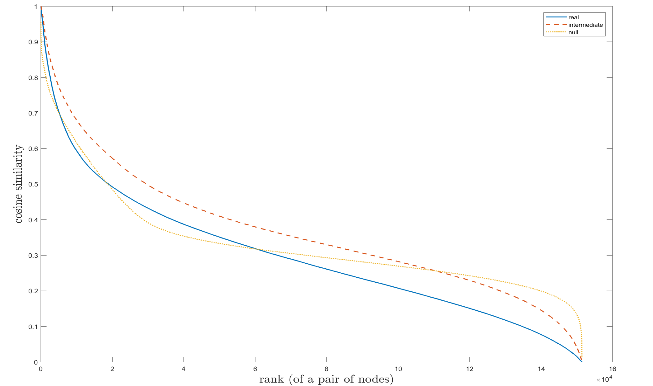 1
0.9
0.8
0.7
0.6
0.5
0.4
0.3
0.2
0.1
0
cosine similarity
real
intermediate
null
0 2 4 6 8 10 12 14 16
×10⁴
rank (of a pair of nodes)